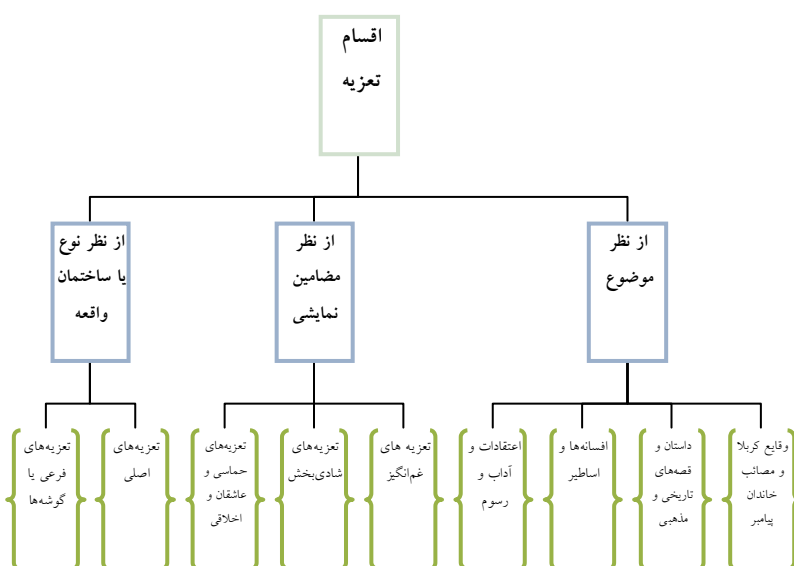 اقسام
تعزیه
از نظر
موضوع
از نظر
مضامین
نمایشی
از نظر نوع
یا ساختمان
واقعه
وقایع کربلا
و مصائب
خاندان
پیامبر
داستان و
قصه‌های
تاریخی و
مذهبی
افسانه‌ها و
اساطیر
اعتقادات و
آداب و
رسوم
تعزیه های
غم‌انگیز
تعزیه‌های
شادی‌بخش
تعزیه‌های
حماسی و
عاشقان و
اخلاقی
تعزیه‌های
اصلی
تعزیه‌های
فرعی یا
گوشه‌ها